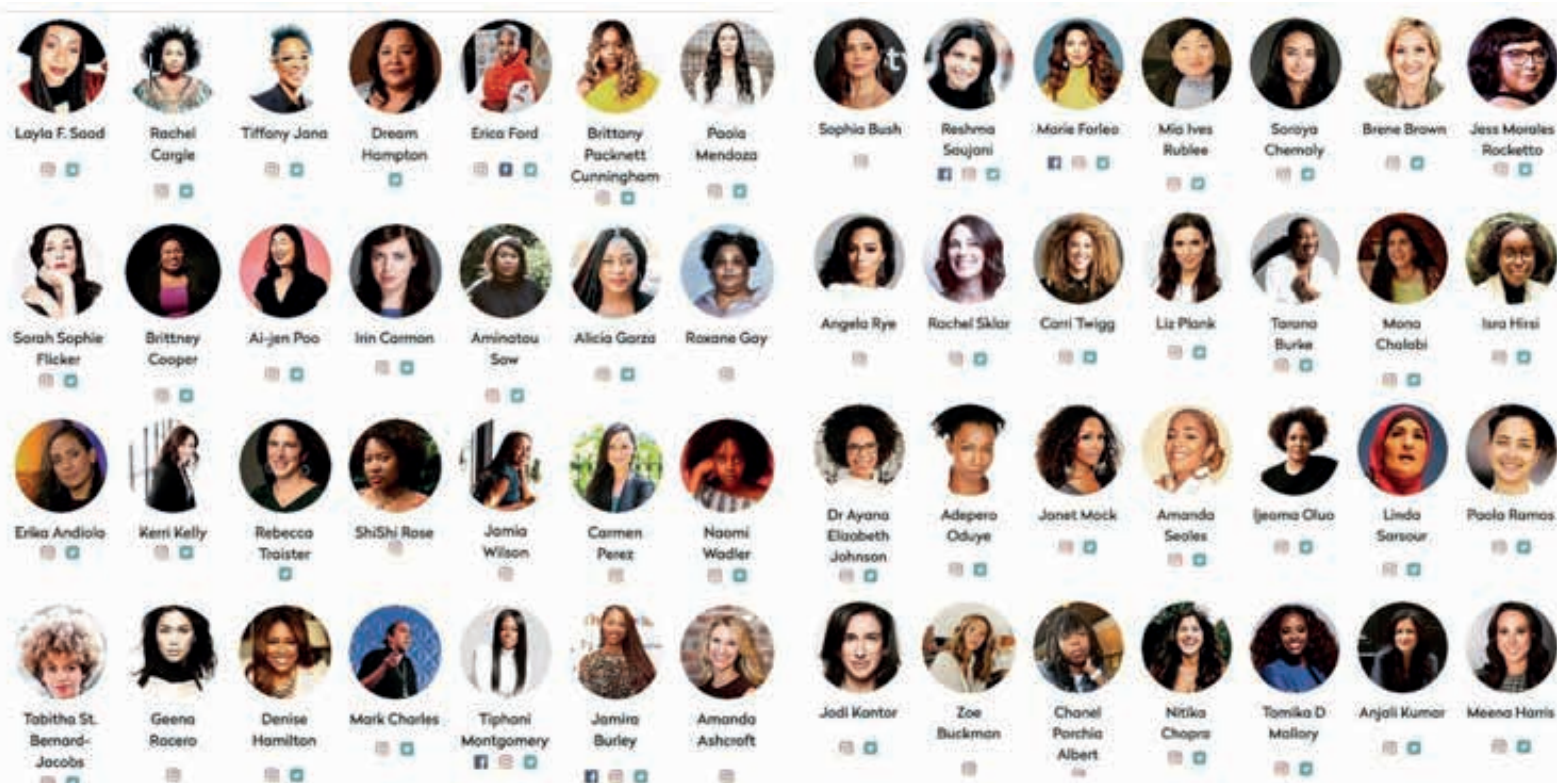 Layla F. Saad
Rachel
Cargle
Tiffany Jana
Dream
Hampton
Erica Ford
Brittany
Packnett
Cunningham
Paola
Mendoza
Sarah Sophie
Flicker
Brittney
Cooper
Ai-jen Poo
Irin Carmon
Aminatou
Sow
Alicia Garza
Roxane Gay
Erika Andiola
Kerri Kelly
Rebecca
Traister
ShiShi Rose
Jamia
Wilson
Carmen
Perez
Naomi
Wadler
Tabitha St.
Bernard-
Jacobs
Geena
Rocero
Denise
Hamilton
Mark Charles
Tiphani
Montgomery
Jamira
Burley
Amanda
Ashcroft
Sophia Bush
Reshma
Saujani
Marie Forleo
Mia Ives
Rublee
Soraya
Chemaly
Brene Brown
Jess Morales
Rocketto
Angela Rye
Rachel Sklar
Carri Twigg
Liz Plank
Tarana
Burke
Mona
Chalabi
Isra Hirsi
Dr Ayana
Elizabeth
Johnson
Adepero
Oduye
Janet Mock
Amanda
Seales
Ijeoma Oluo
Linda
Sarsour
Paola Ramos
Jodi Kantor
Zoe
Buckman
Chanel
Porchia
Albert
Nitika
Chopra
Tamika D
Mallory
Anjali Kumar
Meena Harris